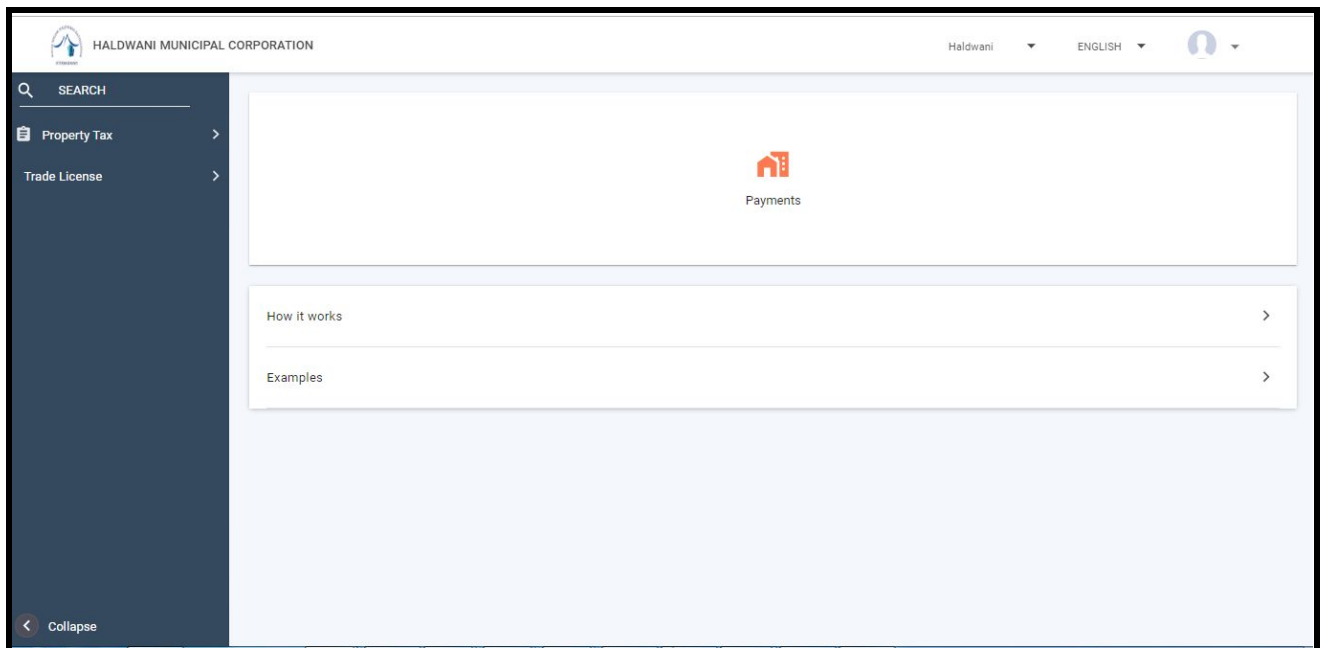 HALDWANI MUNICIPAL CORPORATION
Haldwani
ENGLISH
SEARCH
Property Tax
Trade License
Payments
How it works
Examples
Collapse